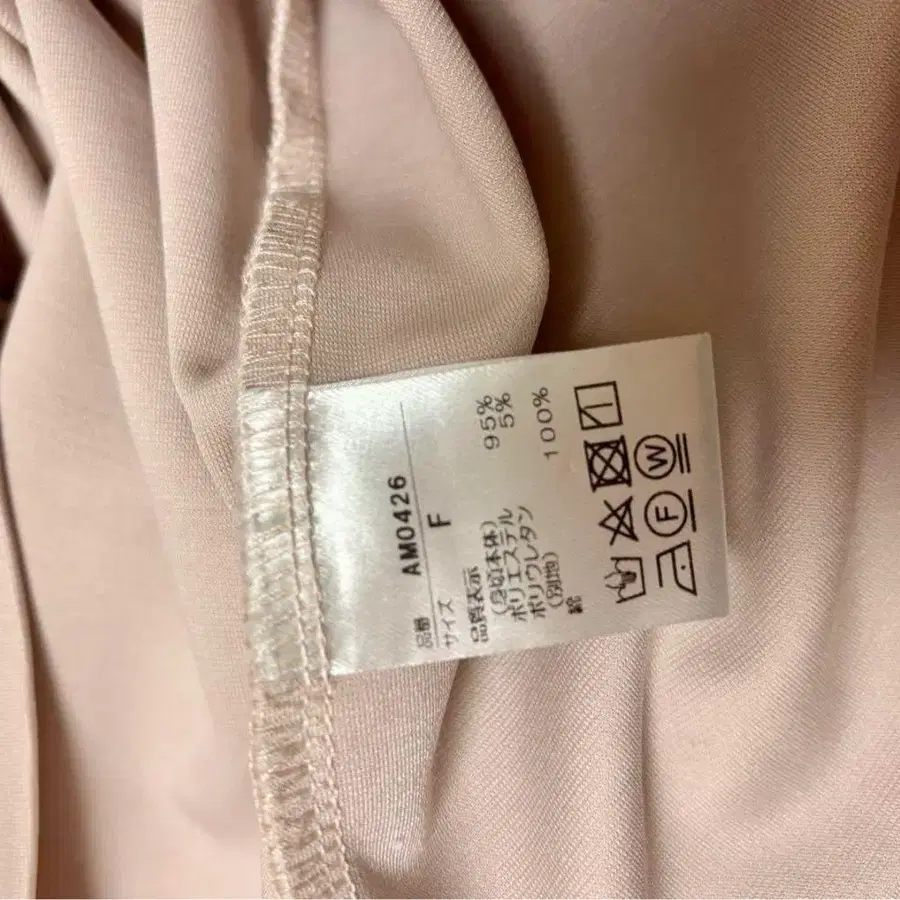 品番 AM0426
サイズ F
品質表示
(身頃本体)
ポリエステル 95%
ポリウレタン 5%
(別地)
綿 100%
W
F